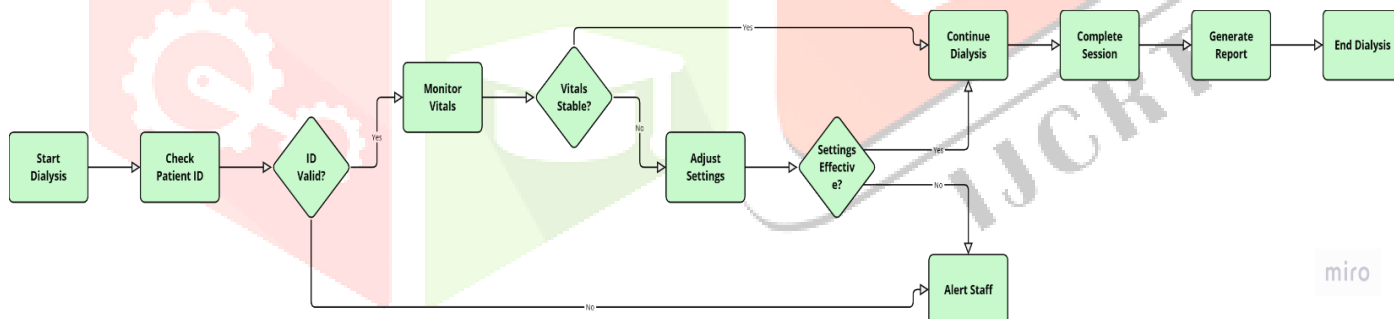 Start
Dialysis
Check
Patient ID
ID
Valid?
Yes
No
Monitor
Vitals
Vitals
Stable?
Yes
No
Adjust
Settings
Settings
Effectiv
e?
Yes
No
Continue
Dialysis
Complete
Session
Generate
Report
End Dialysis
Alert Staff
IJCRT
miro